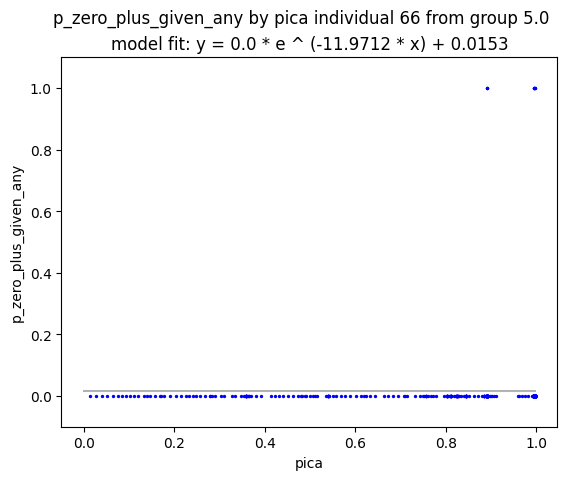 p_zero_plus_given_any by pica individual 66 from group 5.0
model fit: y = 0.0 * e ^ (-11.9712 * x) + 0.0153
1.0
0.8
0.6
0.4
0.2
0.0
p_zero_plus_given_any
0.0 0.2 0.4 0.6 0.8 1.0
pica